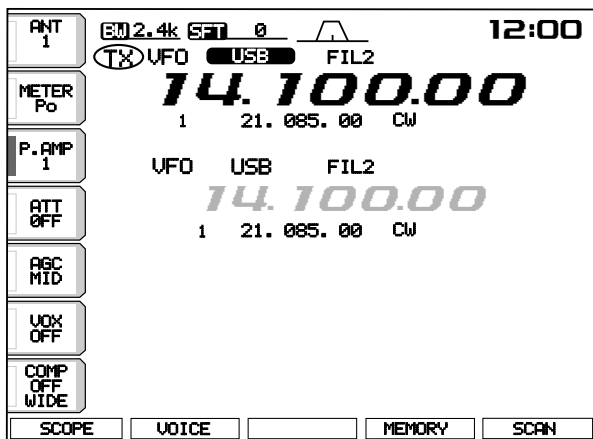 ANT
1
BW 2.4k SFT 0
12:00
TX VFO USB FIL2
14.100.00
1 21.085.00 CW
METER
Po
P.AMP
1
VFO USB FIL2
14.100.00
1 21.085.00 CW
ATT
OFF
AGC
MID
VOX
OFF
COMP
OFF
WIDE
SCOPE VOICE MEMORY SCAN